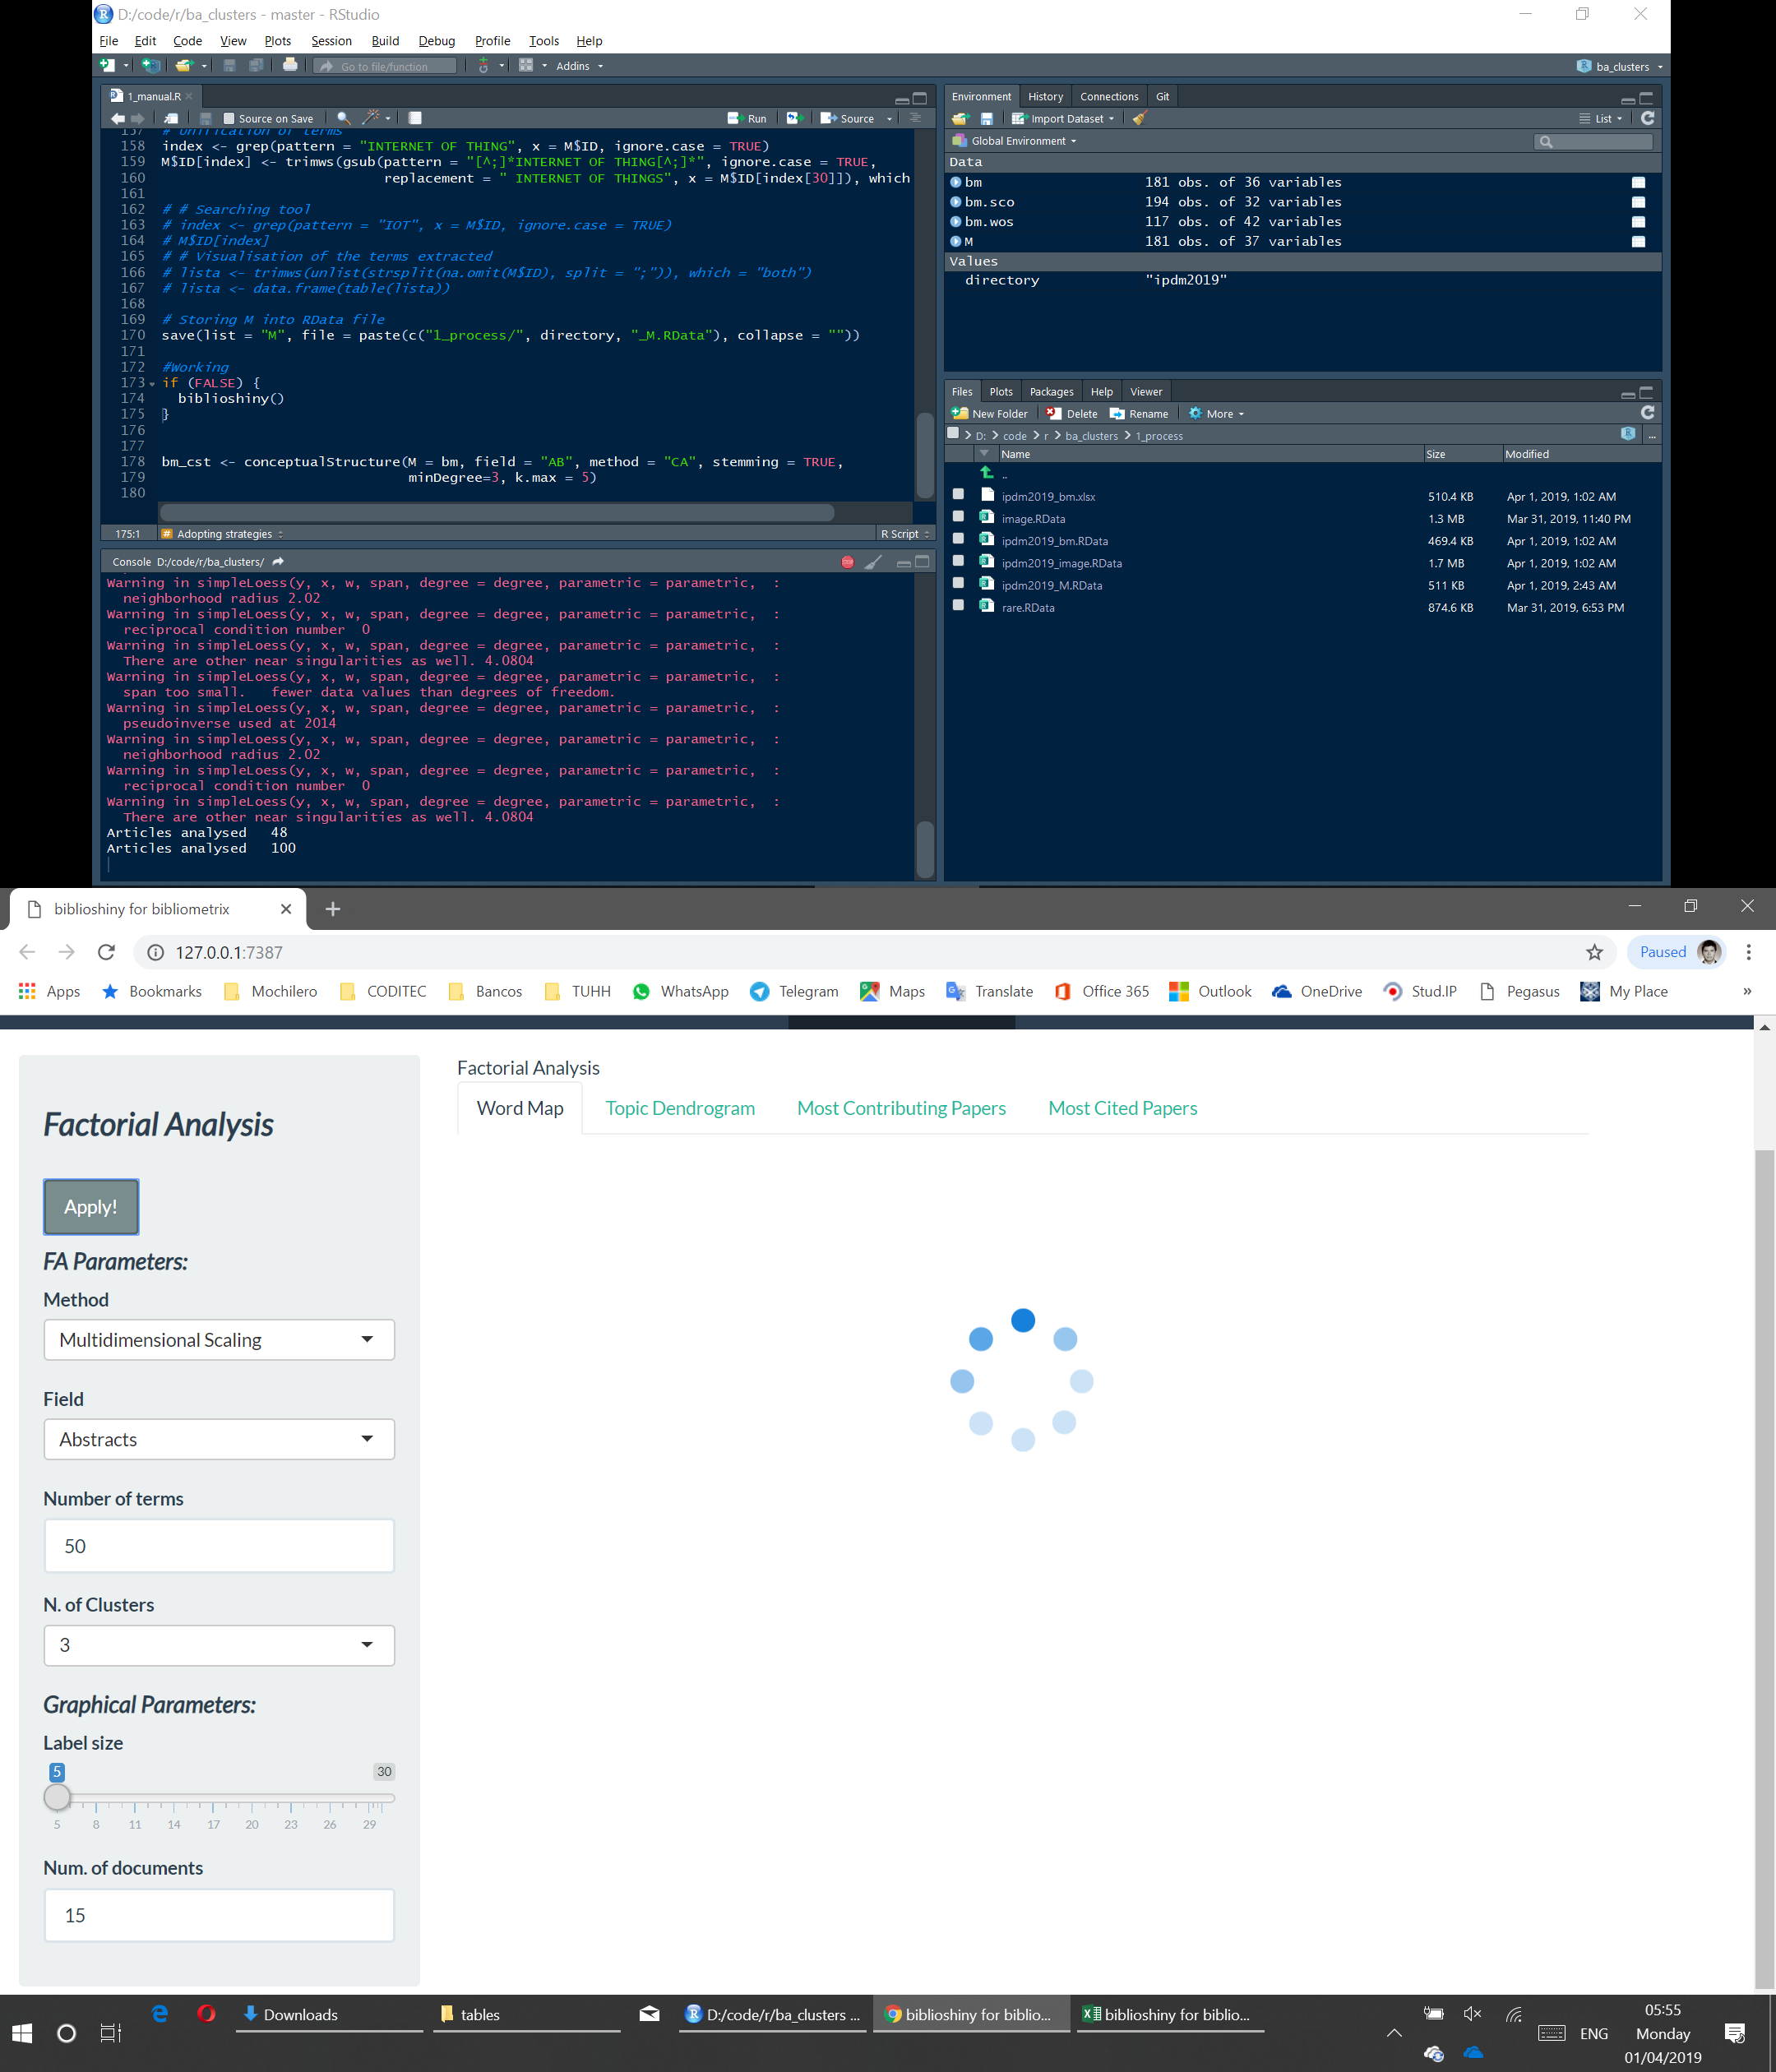 D:/code/r/ba_clusters - master - RStudio
File Edit Code View Plots Session Build Debug Profile Tools Help
Go to file/function Addins ba_clusters
1_manual.R
Source on Save Run Source
157 # Unification of terms
158 index <- grep(pattern = "INTERNET OF THING", x = M$ID, ignore.case = TRUE)
159 M$ID[index] <- trimws(gsub(pattern = "[^;]*INTERNET OF THING[^;]*", ignore.case = TRUE,
160 replacement = " INTERNET OF THINGS", x = M$ID[index[30]]), which
161
162 # # Searching tool
163 # index <- grep(pattern = "IOT", x = M$ID, ignore.case = TRUE)
164 # M$ID[index]
165 # # Visualisation of the terms extracted
166 # lista <- trimws(unlist(strsplit(na.omit(M$ID), split = ";")), which = "both")
167 # lista <- data.frame(table(lista))
168
169 # Storing M into RData file
170 save(list = "M", file = paste(c("1_process/", directory, "_M.RData"), collapse = ""))
171
172 #Working
173 if (FALSE) {
174 biblioshiny()
175 }
176
177
178 bm_cst <- conceptualStructure(M = bm, field = "AB", method = "CA", stemming = TRUE,
179 minDegree=3, k.max = 5)
180
175:1 # Adopting strategies R Script
Console D:/code/r/ba_clusters/
Warning in simpleLoess(y, x, w, span, degree = degree, parametric = parametric, :
neighborhood radius 2.02
Warning in simpleLoess(y, x, w, span, degree = degree, parametric = parametric, :
reciprocal condition number 0
Warning in simpleLoess(y, x, w, span, degree = degree, parametric = parametric, :
There are other near singularities as well. 4.0804
Warning in simpleLoess(y, x, w, span, degree = degree, parametric = parametric, :
span too small. fewer data values than degrees of freedom.
Warning in simpleLoess(y, x, w, span, degree = degree, parametric = parametric, :
pseudoinverse used at 2014
Warning in simpleLoess(y, x, w, span, degree = degree, parametric = parametric, :
neighborhood radius 2.02
Warning in simpleLoess(y, x, w, span, degree = degree, parametric = parametric, :
reciprocal condition number 0
Warning in simpleLoess(y, x, w, span, degree = degree, parametric = parametric, :
There are other near singularities as well. 4.0804
Articles analysed 48
Articles analysed 100
Environment History Connections Git
Import Dataset List
Global Environment
Data
bm 181 obs. of 36 variables
bm.sco 194 obs. of 32 variables
bm.wos 117 obs. of 42 variables
M 181 obs. of 37 variables
Values
directory "ipdm2019"
Files Plots Packages Help Viewer
New Folder Delete Rename More
D: > code > r > ba_clusters > 1_process ...
Name Size Modified
..
ipdm2019_bm.xlsx 510.4 KB Apr 1, 2019, 1:02 AM
image.RData 1.3 MB Mar 31, 2019, 11:40 PM
ipdm2019_bm.RData 469.4 KB Apr 1, 2019, 1:02 AM
ipdm2019_image.RData 1.7 MB Apr 1, 2019, 1:02 AM
ipdm2019_M.RData 511 KB Apr 1, 2019, 2:43 AM
rare.RData 874.6 KB Mar 31, 2019, 6:53 PM
biblioshiny for bibliometrix
127.0.0.1:7387 Paused
Apps Bookmarks Mochilero CODITEC Bancos TUHH WhatsApp Telegram Maps Translate Office 365 Outlook OneDrive Stud.IP Pegasus My Place »
Factorial Analysis
Apply!
FA Parameters:
Method
Multidimensional Scaling
Field
Abstracts
Number of terms
50
N. of Clusters
3
Graphical Parameters:
Label size
5 30
5 8 11 14 17 20 23 26 29
Num. of documents
15
Factorial Analysis
Word Map Topic Dendrogram Most Contributing Papers Most Cited Papers
Downloads tables D:/code/r/ba_clusters ... biblioshiny for biblio... biblioshiny for biblio...
ENG
05:55
Monday
01/04/2019